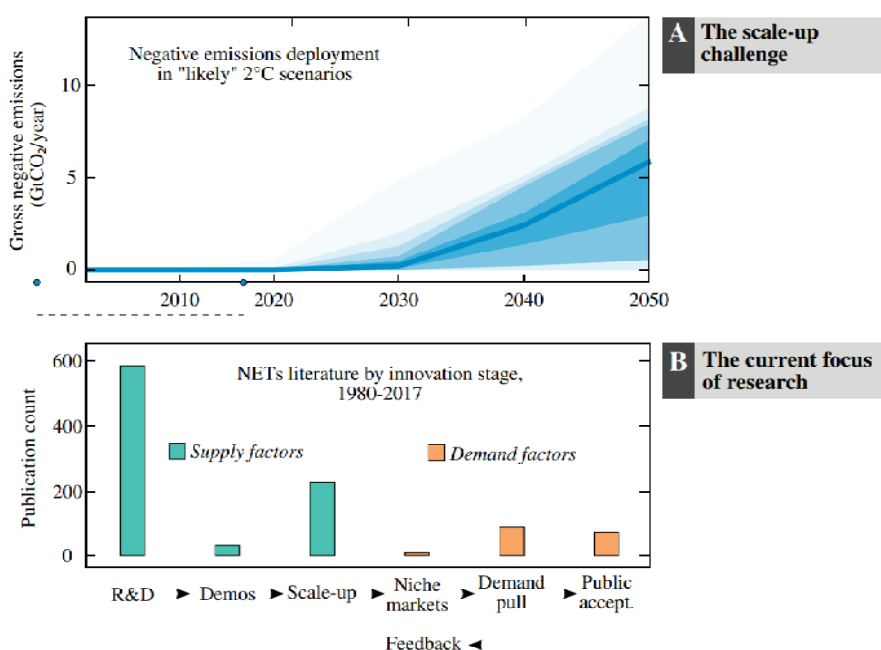 A The scale-up
challenge
Negative emissions deployment
in "likely" 2°C scenarios
Gross negative emissions
(GtCO2/year)
10
5
0
2010 2020 2030 2040 2050
B The current focus
of research
NETs literature by innovation stage,
1980-2017
Publication count
600
400
200
0
Supply factors
Demand factors
R&D ► Demos ► Scale-up ► Niche markets ► Demand pull ► Public accept.
Feedback ◄